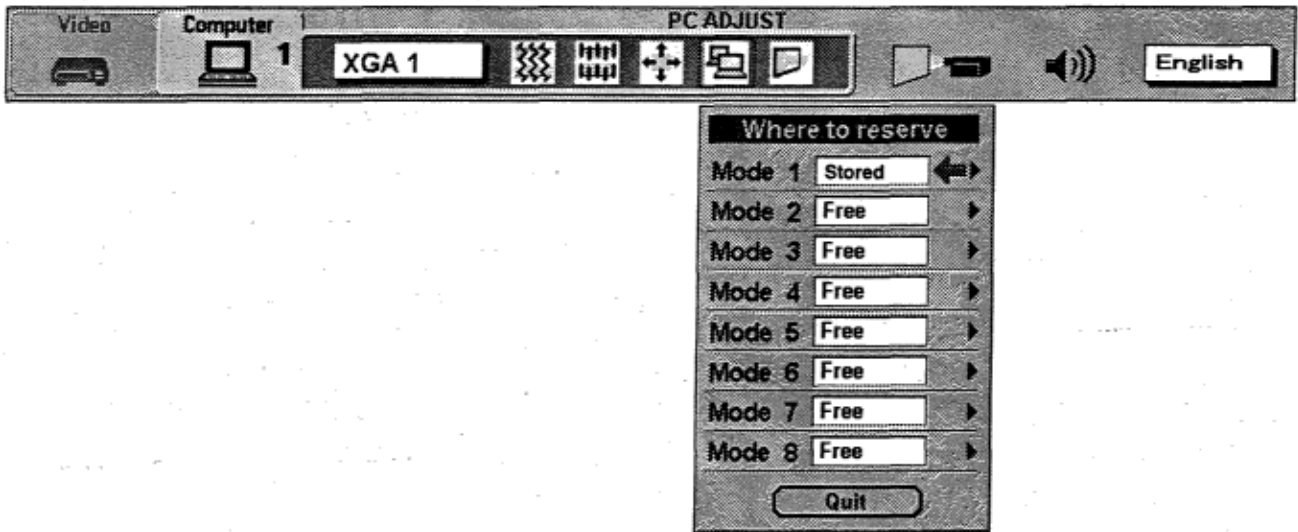 Video
Computer
PC ADJUST
1
XGA 1
English
Where to reserve
Mode 1 Stored
Mode 2 Free
Mode 3 Free
Mode 4 Free
Mode 5 Free
Mode 6 Free
Mode 7 Free
Mode 8 Free
Quit